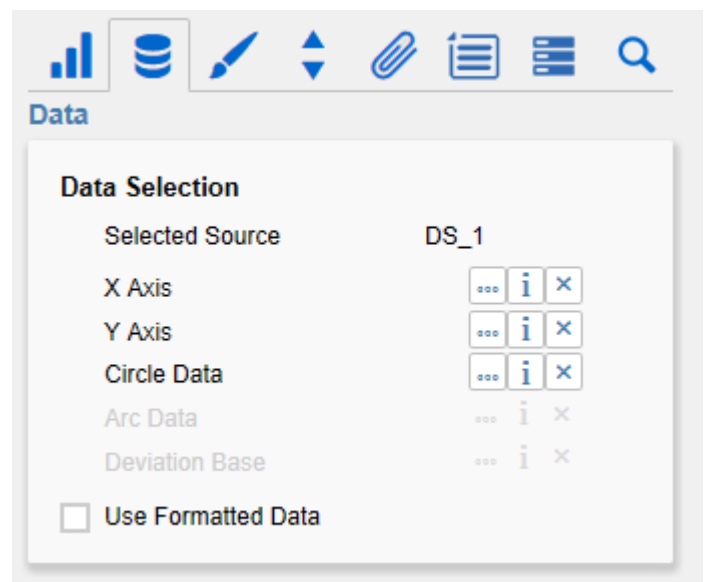 Data
Data Selection
Selected Source DS_1
X Axis ... i ×
Y Axis ... i ×
Circle Data ... i ×
Arc Data ... i ×
Deviation Base ... i ×
Use Formatted Data